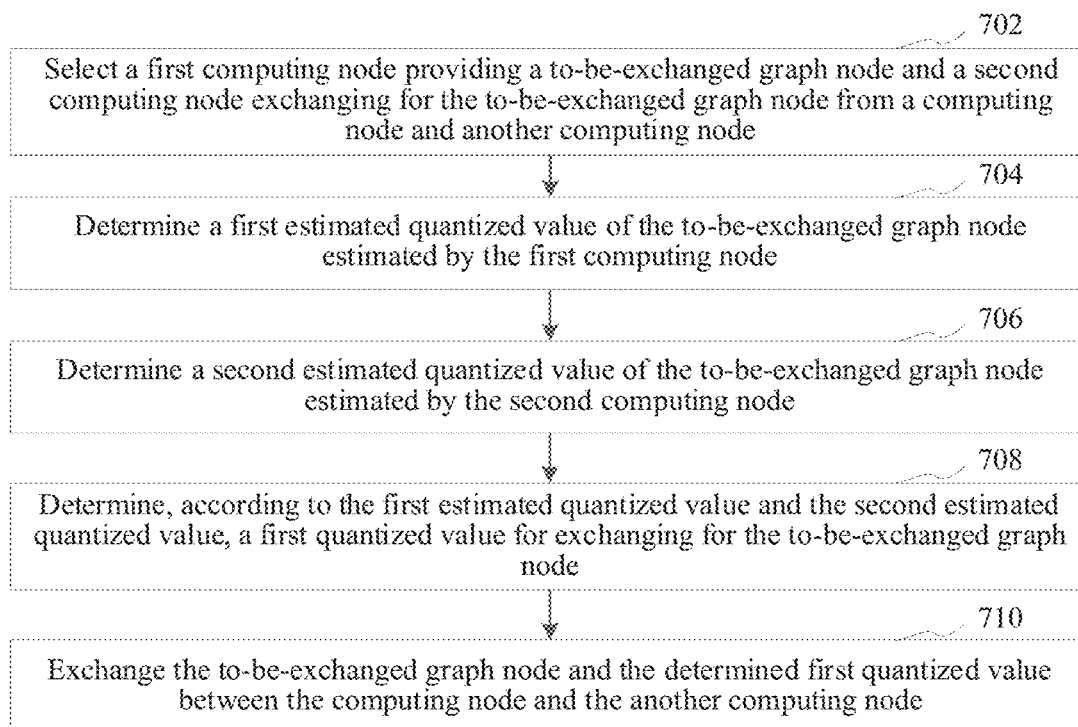 702
Select a first computing node providing a to-be-exchanged graph node and a second
computing node exchanging for the to-be-exchanged graph node from a computing
node and another computing node
704
Determine a first estimated quantized value of the to-be-exchanged graph node
estimated by the first computing node
706
Determine a second estimated quantized value of the to-be-exchanged graph node
estimated by the second computing node
708
Determine, according to the first estimated quantized value and the second estimated
quantized value, a first quantized value for exchanging for the to-be-exchanged graph
node
710
Exchange the to-be-exchanged graph node and the determined first quantized value
between the computing node and the another computing node